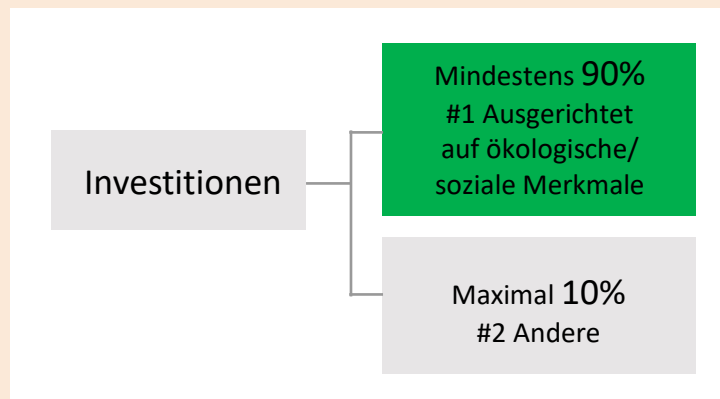 Investitionen
Mindestens 90%
#1 Ausgerichtet
auf ökologische/
soziale Merkmale
Maximal 10%
#2 Andere